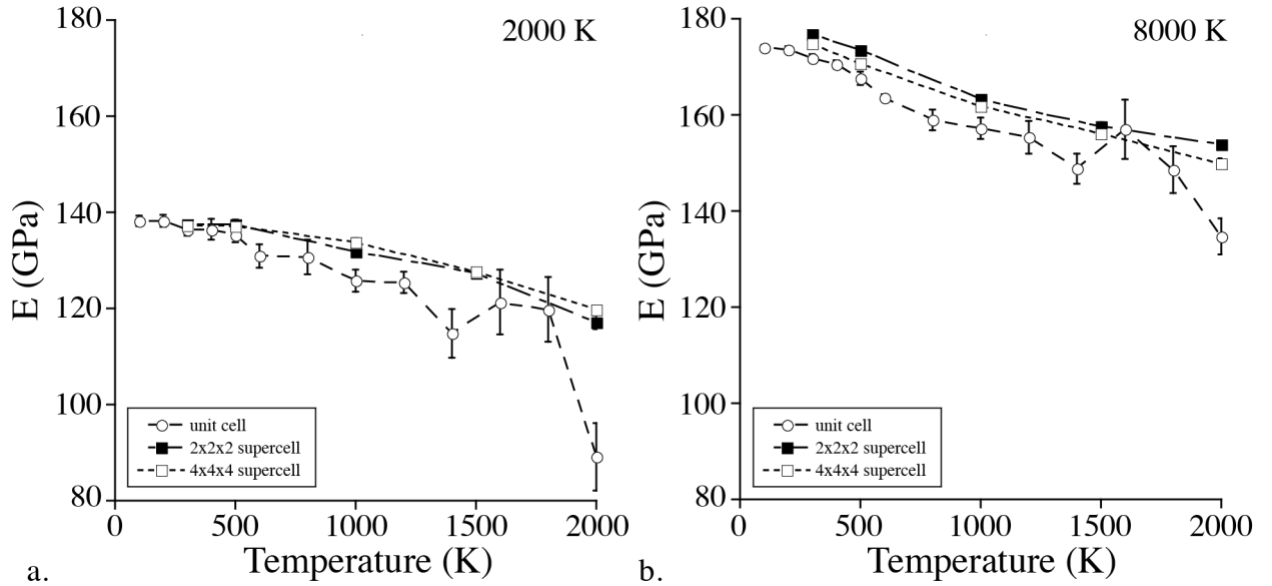 180
160
140
120
100
80
E (GPa)
2000 K
unit cell
2x2x2 supercell
4x4x4 supercell
0 500 1000 1500 2000
Temperature (K)
a.
180
160
140
120
100
80
E (GPa)
8000 K
unit cell
2x2x2 supercell
4x4x4 supercell
0 500 1000 1500 2000
Temperature (K)
b.